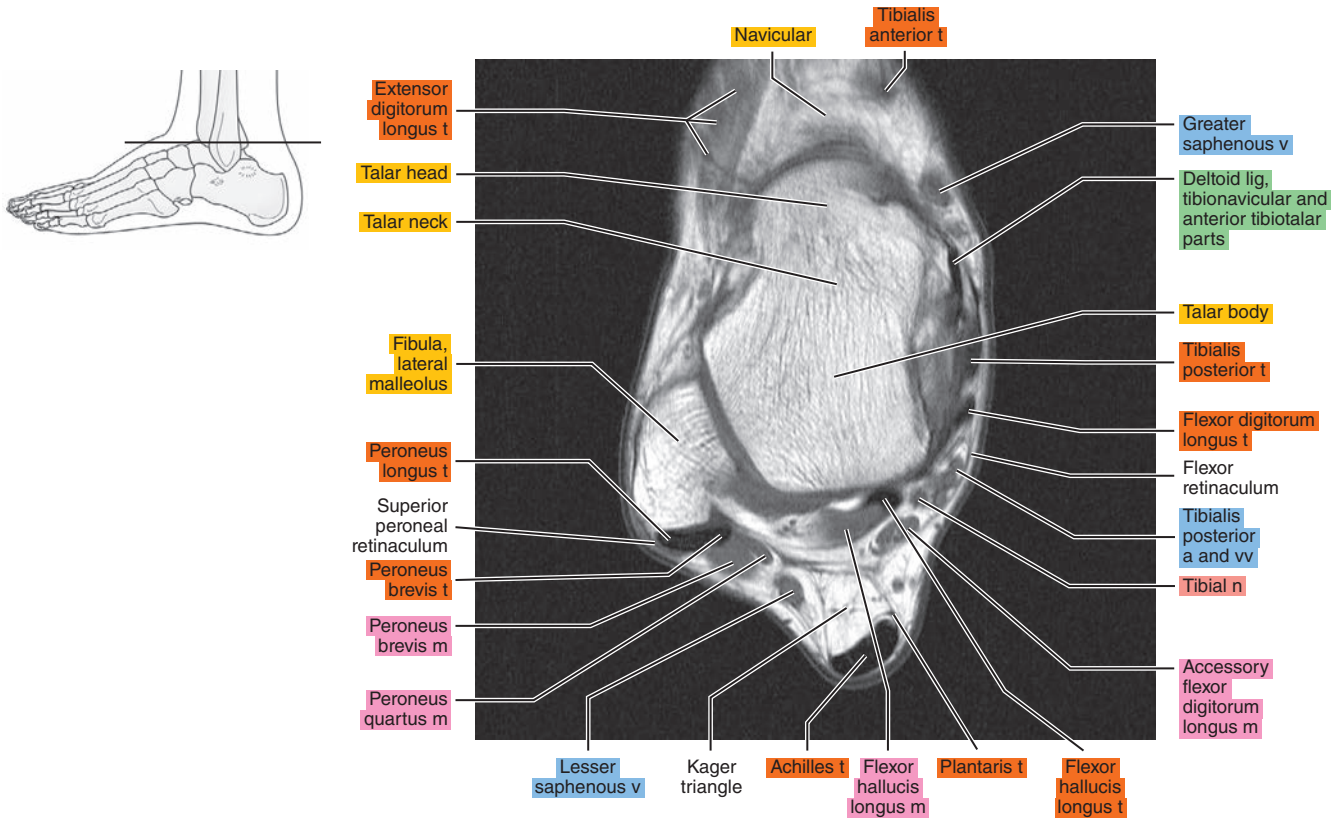 Navicular
Tibialis
anterior t
Extensor
digitorum
longus t
Talar head
Talar neck
Fibula,
lateral
malleolus
Peroneus
longus t
Superior
peroneal
retinaculum
Peroneus
brevis t
Peroneus
brevis m
Peroneus
quartus m
Greater
saphenous v
Deltoid lig,
tibionavicular and
anterior tibiotalar
parts
Talar body
Tibialis
posterior t
Flexor digitorum
longus t
Flexor
retinaculum
Tibialis
posterior
a and vv
Tibial n
Accessory
flexor
digitorum
longus m
Lesser
saphenous v
Kager
triangle
Achilles t
Flexor
hallucis
longus m
Plantaris t
Flexor
hallucis
longus t